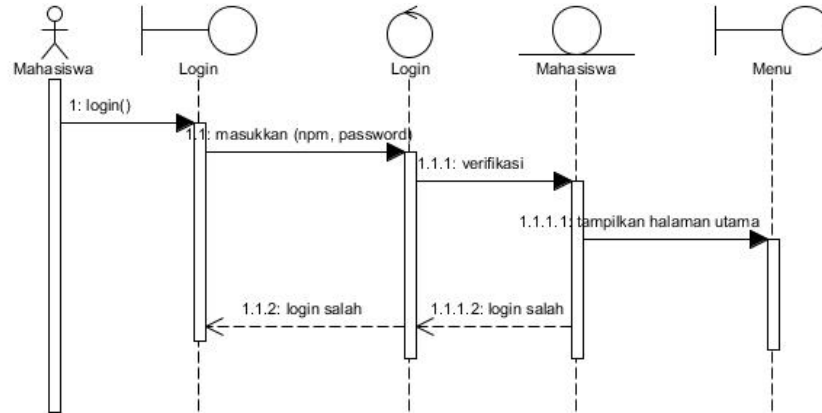 Mahasiswa
Login
Login
Mahasiswa
Menu
1: login()
1.1: masukkan (npm, password)
1.1.1: verifikasi
1.1.1.1: tampilkan halaman utama
1.1.2: login salah
1.1.1.2: login salah